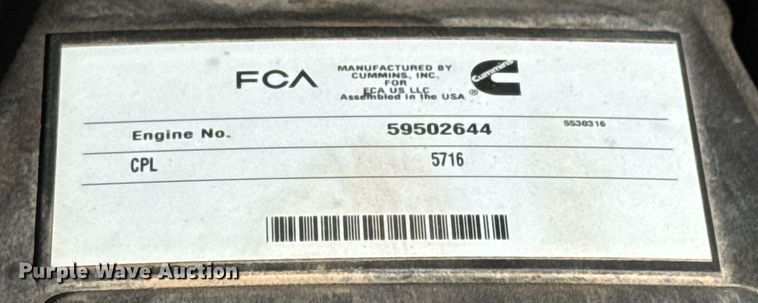 FCA
MANUFACTURED BY
CUMMINS, INC.
FOR
FCA US LLC
Assembled in the USA
Cummins
®
Engine No. 59502644 5530316
CPL 5716
Purple Wave Auction